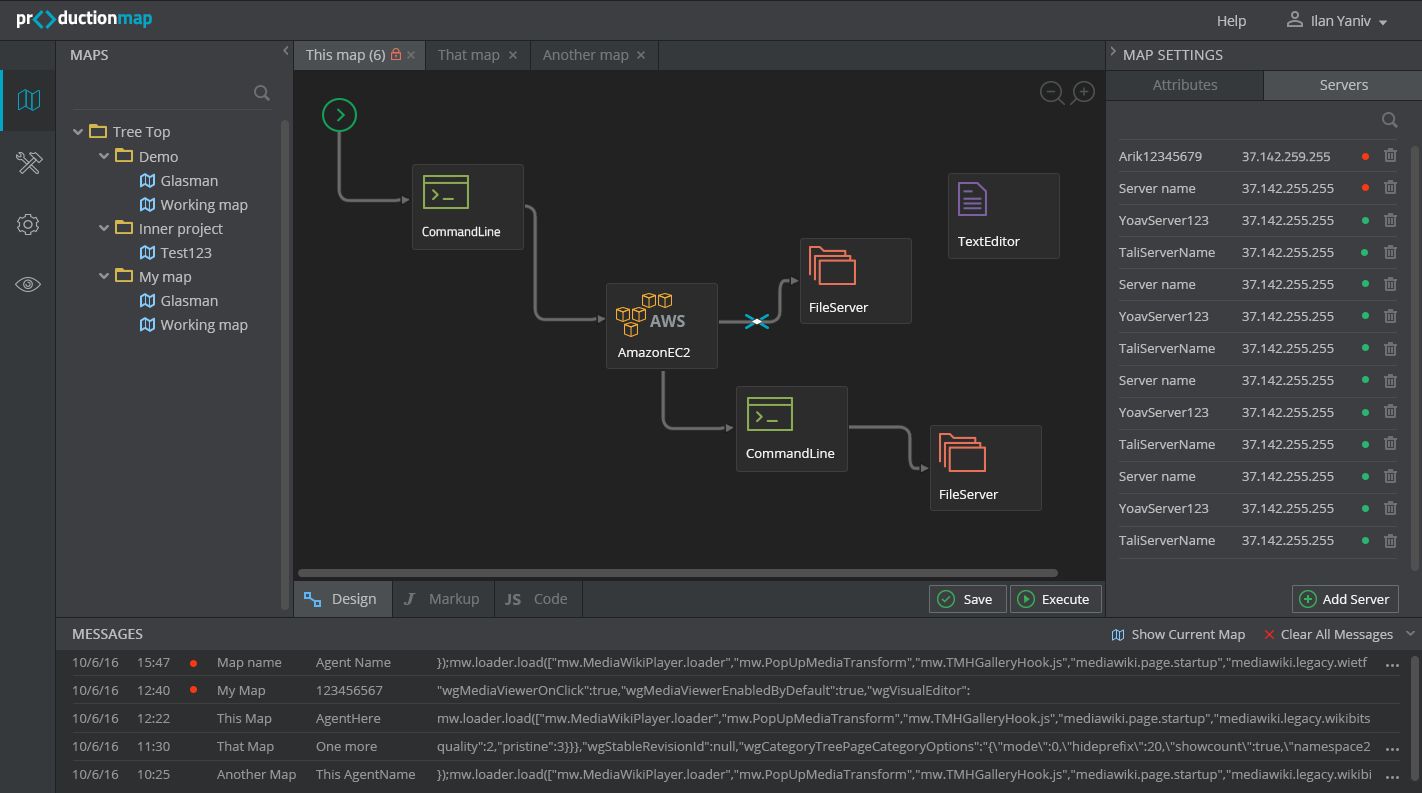 pr<>ductionmap
Help
Ilan Yaniv
MAPS
Tree Top
Demo
Glasman
Working map
Inner project
Test123
My map
Glasman
Working map
This map (6)
That map
Another map
CommandLine
AWS
AmazonEC2
FileServer
TextEditor
CommandLine
FileServer
Design
J Markup
JS Code
Save
Execute
MAP SETTINGS
Attributes
Servers
Arik12345679 37.142.259.255
Server name 37.142.255.255
YoavServer123 37.142.255.255
TaliServerName 37.142.255.255
Server name 37.142.255.255
YoavServer123 37.142.255.255
TaliServerName 37.142.255.255
Server name 37.142.255.255
YoavServer123 37.142.255.255
TaliServerName 37.142.255.255
Server name 37.142.255.255
YoavServer123 37.142.255.255
TaliServerName 37.142.255.255
Add Server
MESSAGES
Show Current Map
Clear All Messages
10/6/16 15:47 Map name Agent Name });mw.loader.load(["mw.MediaWikiPlayer.loader","mw.PopUpMediaTransform","mw.TMHGalleryHook.js","mediawiki.page.startup","mediawiki.legacy.wietf ...
10/6/16 12:40 My Map 123456567 "wgMediaViewerOnClick":true,"wgMediaViewerEnabledByDefault":true,"wgVisualEditor":
10/6/16 12:22 This Map AgentHere mw.loader.load(["mw.MediaWikiPlayer.loader","mw.PopUpMediaTransform","mw.TMHGalleryHook.js","mediawiki.page.startup","mediawiki.legacy.wikibits
10/6/16 11:30 That Map One more quality":2,"pristine":3}}},"wgStableRevisionId":null,"wgCategoryTreePageCategoryOptions":"{\"mode\":0,\"hideprefix\":20,\"showcount\":true,\"namespace2 ...
10/6/16 10:25 Another Map This AgentName });mw.loader.load(["mw.MediaWikiPlayer.loader","mw.PopUpMediaTransform","mw.TMHGalleryHook.js","mediawiki.page.startup","mediawiki.legacy.wikibi ...